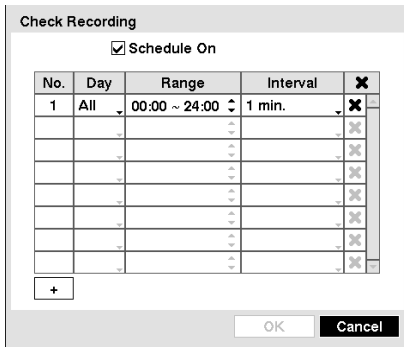 Check Recording
Schedule On
No. Day Range Interval
1 All 00:00 ~ 24:00 1 min.
+
OK Cancel